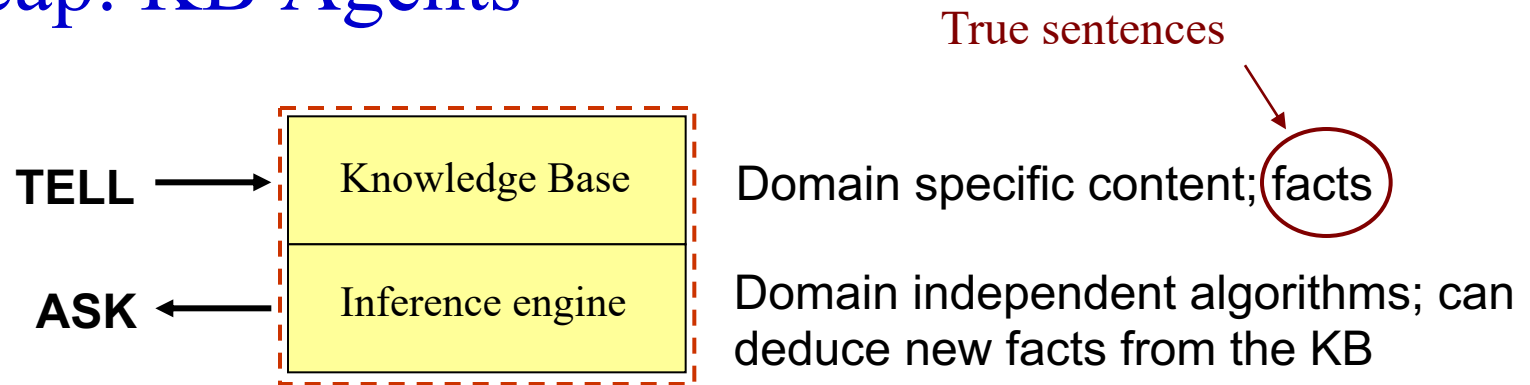 KB Agents
True sentences
TELL
Knowledge Base
Domain specific content; facts
ASK
Inference engine
Domain independent algorithms; can
deduce new facts from the KB